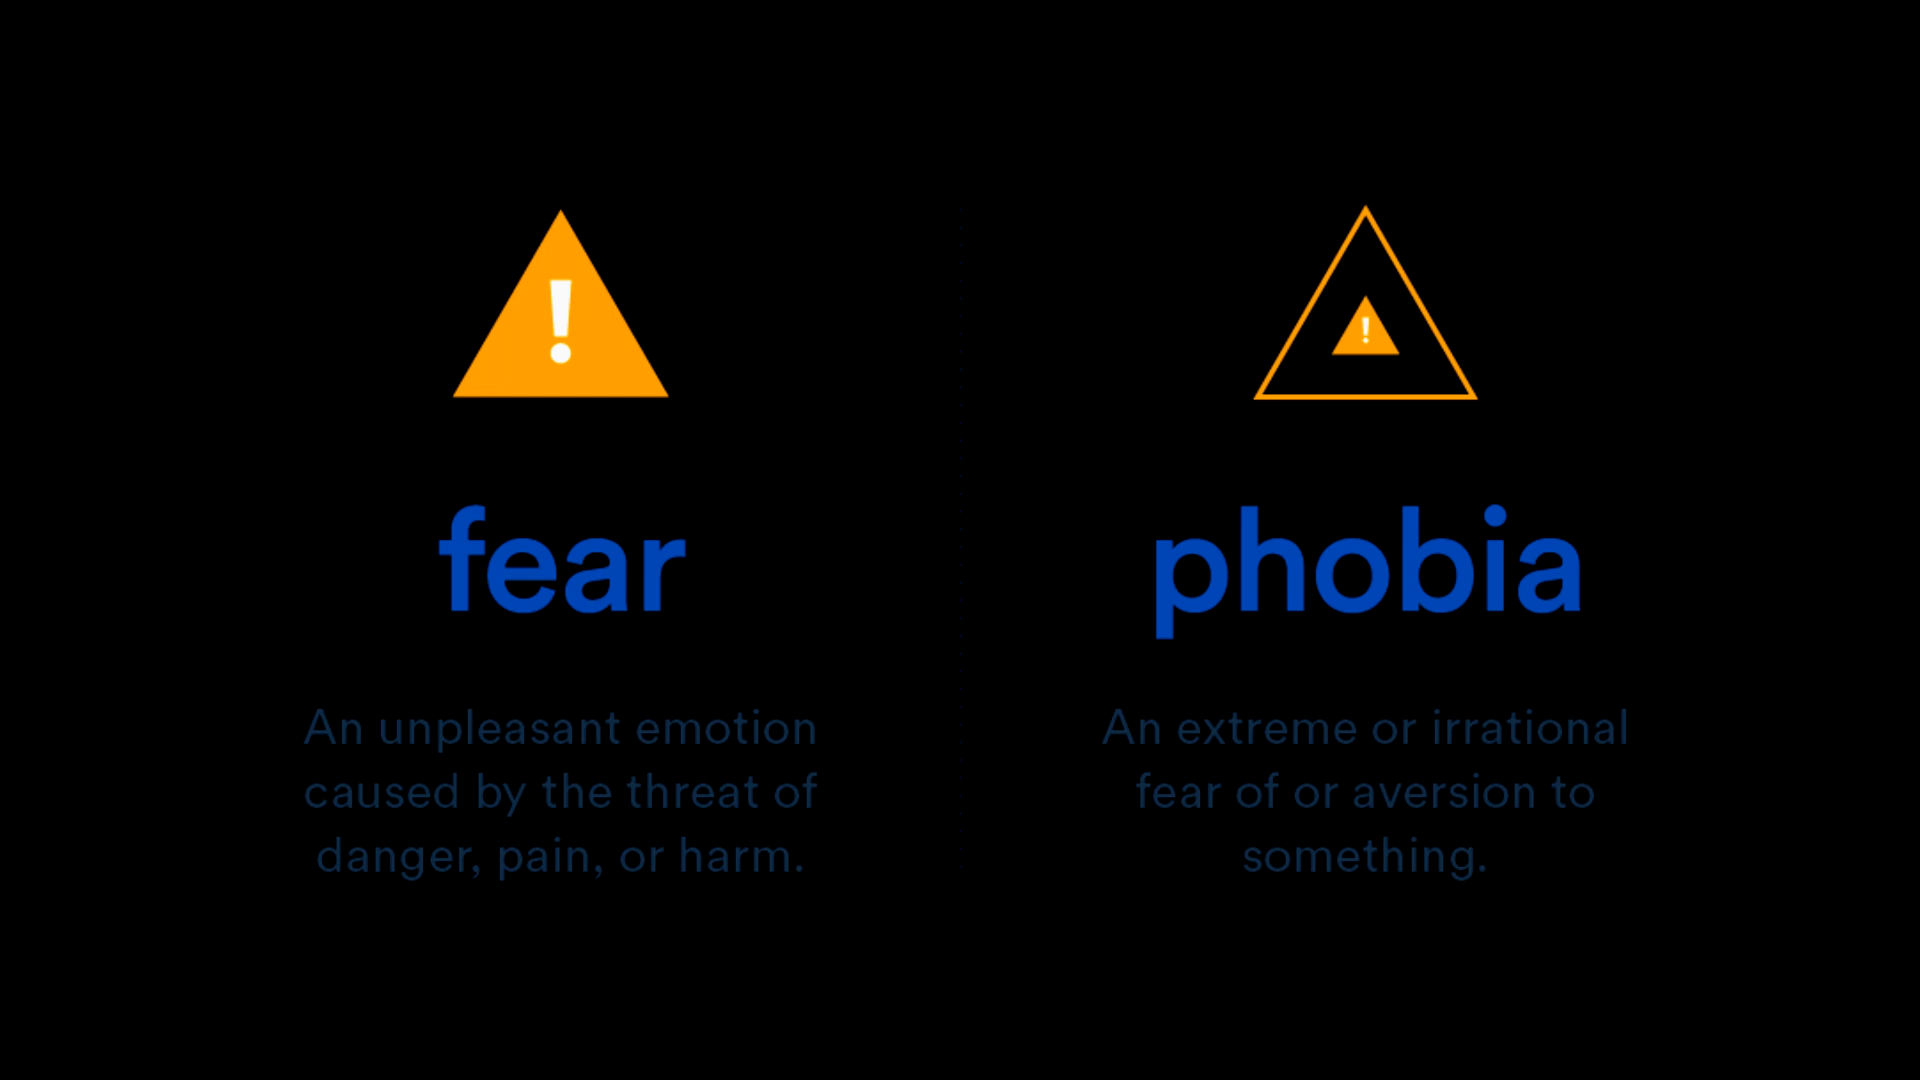 !
!
fear
phobia
An unpleasant emotion
caused by the threat of
danger, pain, or harm.
An extreme or irrational
fear of or aversion to
something.